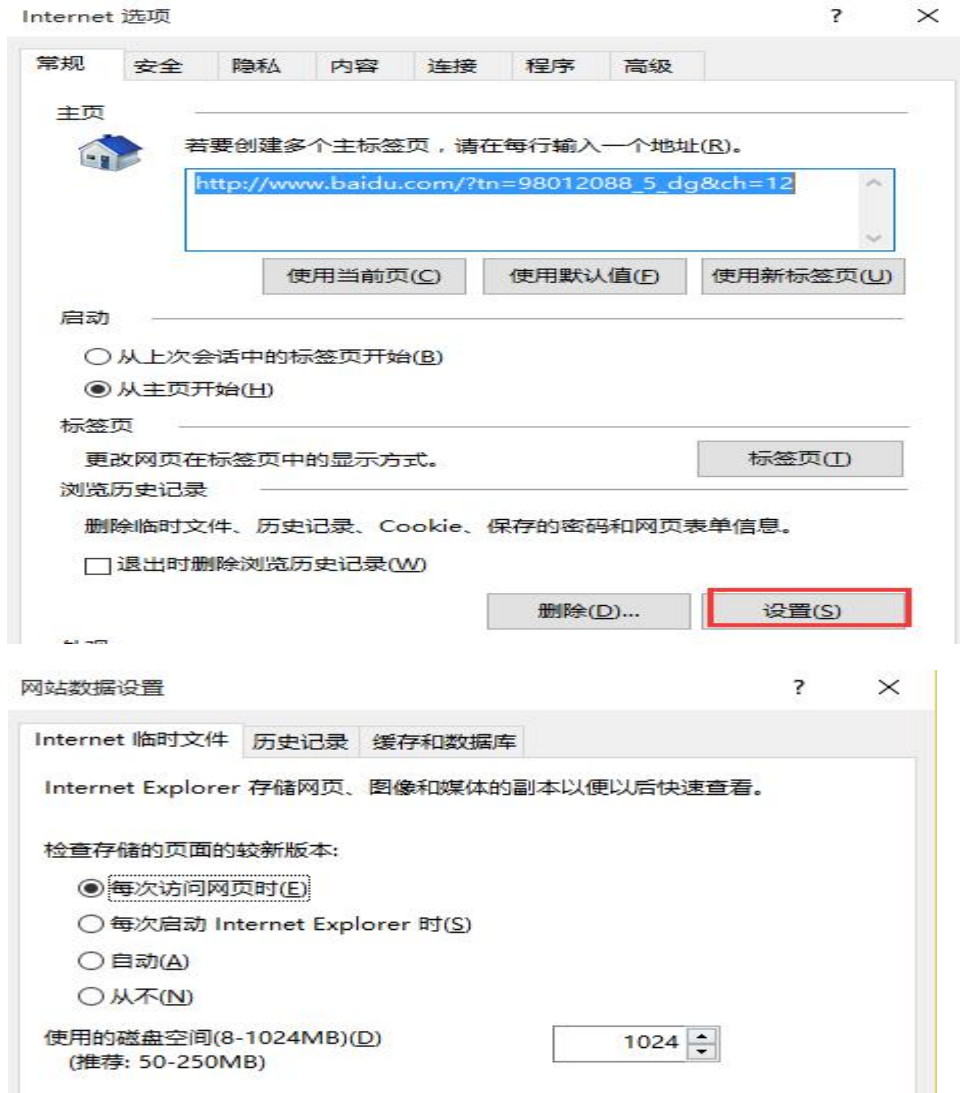 Internet 选项 ?
常规 安全 隐私 内容 连接 程序 高级
主页
若要创建多个主标签页，请在每行输入一个地址(R)。
http://www.baidu.com/?tn=98012088_5_dg&ch=12
使用当前页(C) 使用默认值(F) 使用新标签页(U)
启动
从上次会话中的标签页开始(B)
从主页开始(H)
标签页
更改网页在标签页中的显示方式。 标签页(T)
浏览历史记录
删除临时文件、历史记录、Cookie、保存的密码和网页表单信息。
退出时删除浏览历史记录(W)
删除(D)... 设置(S)
网站数据设置 ?
Internet 临时文件 历史记录 缓存和数据库
Internet Explorer 存储网页、图像和媒体的副本以便以后快速查看。
检查存储的页面的较新版本:
每次访问网页时(E)
每次启动 Internet Explorer 时(S)
自动(A)
从不(N)
使用的磁盘空间(8-1024MB)(D) 1024
(推荐: 50-250MB)